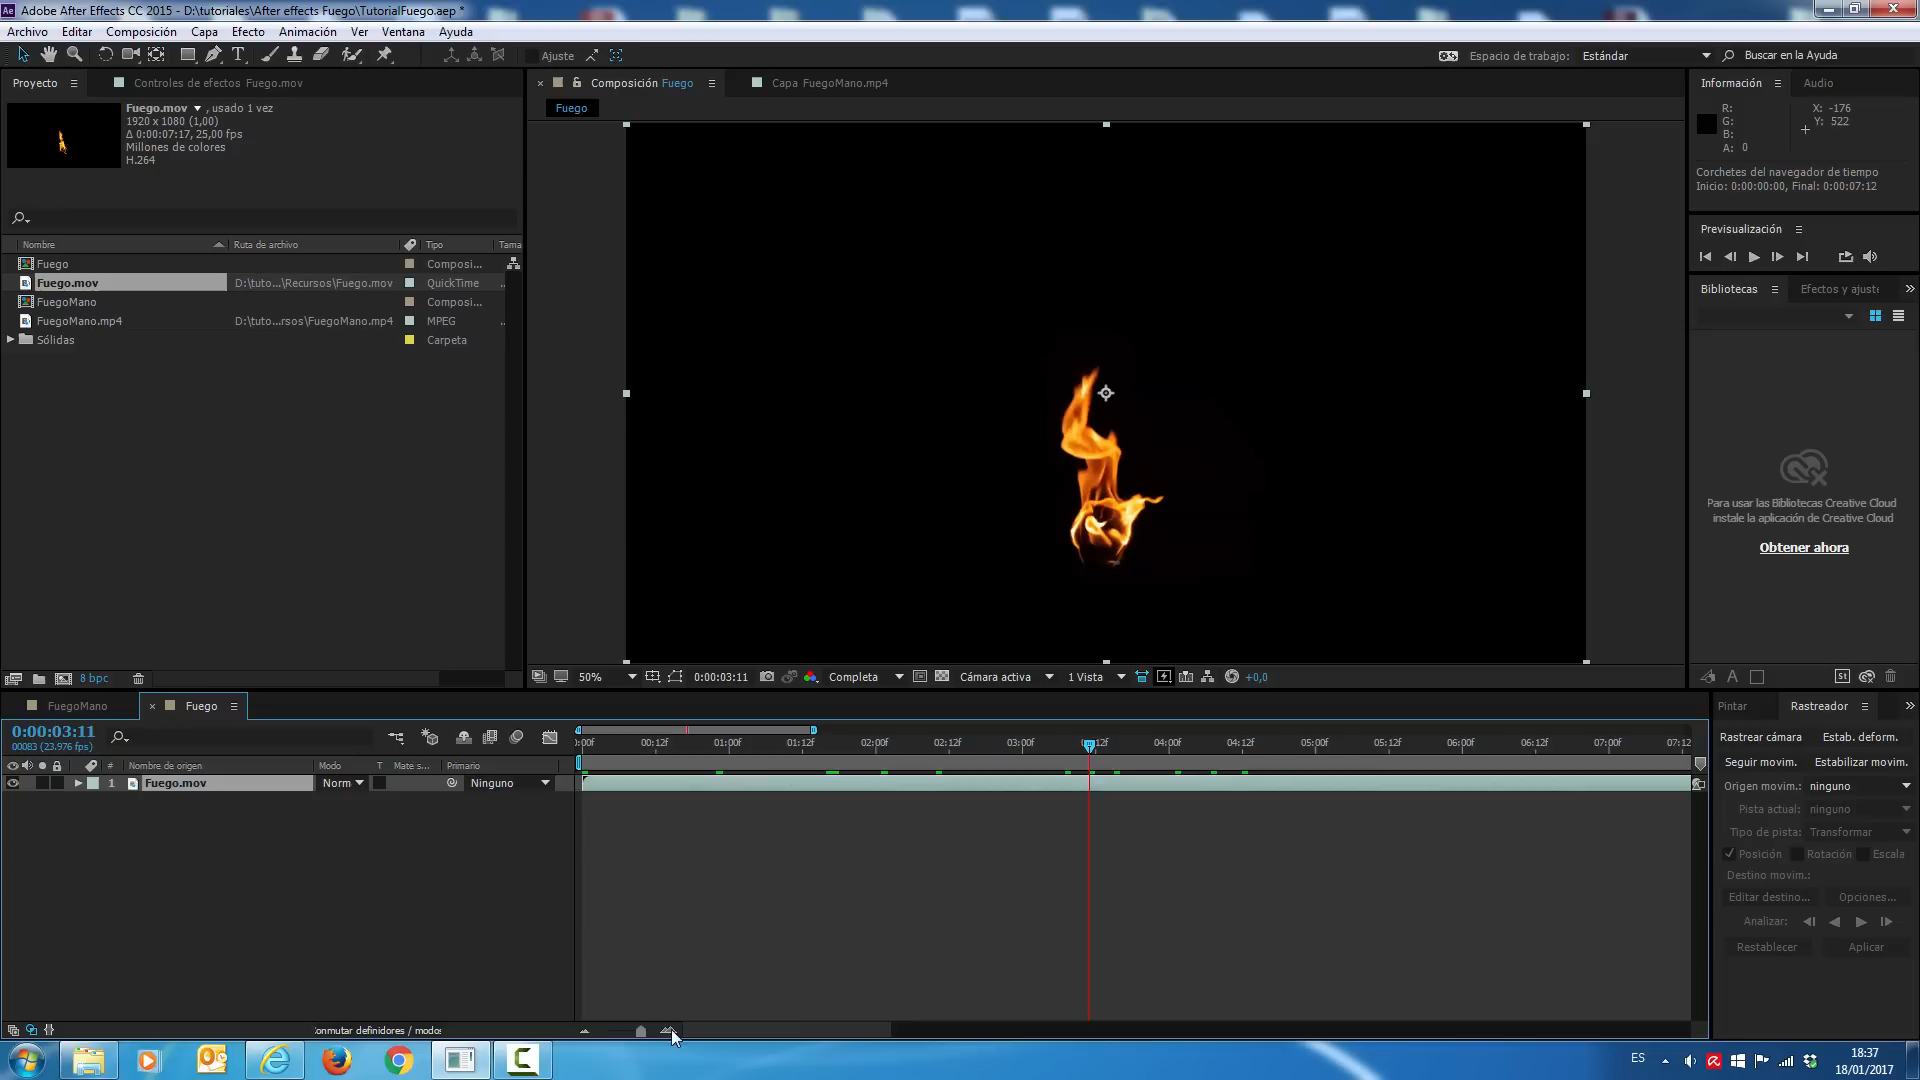 Adobe After Effects CC 2015 - D:\tutoriales\After effects Fuego\TutorialFuego.aep *
Archivo Editar Composición Capa Efecto Animación Ver Ventana Ayuda
Ajuste
Espacio de trabajo: Estándar
Buscar en la Ayuda
Proyecto
Controles de efectos Fuego.mov
Fuego.mov , usado 1 vez
1920 x 1080 (1,00)
Δ 0:00:07:17, 25,00 fps
Millones de colores
H.264
Nombre Ruta de archivo Tipo Tama
Fuego Composi...
Fuego.mov D:\tuto...\Recursos\Fuego.mov QuickTime
FuegoMano Composi...
FuegoMano.mp4 D:\tuto...rsos\FuegoMano.mp4 MPEG
Sólidas Carpeta
8 bpc
Composición Fuego
Capa FuegoMano.mp4
Fuego
50%
0:00:03:11
Completa
Cámara activa
1 Vista
+0,0
Información Audio
R:
G:
B:
A: 0
X: -176
Y: 522
Corchetes del navegador de tiempo
Inicio: 0:00:00:00, Final: 0:00:07:12
Previsualización
Bibliotecas Efectos y ajuste
Para usar las Bibliotecas Creative Cloud
instale la aplicación de Creative Cloud
Obtener ahora
St
FuegoMano
Fuego
0:00:03:11
00083 (23.976 fps)
# Nombre de origen Modo T Mate s... Primario
1 Fuego.mov Norm Ninguno
:00f 00:12f 01:00f 01:12f 02:00f 02:12f 03:00f 12f 04:00f 04:12f 05:00f 05:12f 06:00f 06:12f 07:00f 07:12
Conmutar definidores / modos
Pintar Rastreador
Rastrear cámara Estab. deform.
Seguir movim. Estabilizar movim.
Origen movim.: ninguno
Pista actual: ninguno
Tipo de pista: Transformar
Posición Rotación Escala
Destino movim.:
Editar destino... Opciones...
Analizar:
Restablecer Aplicar
ES
18:37
18/01/2017